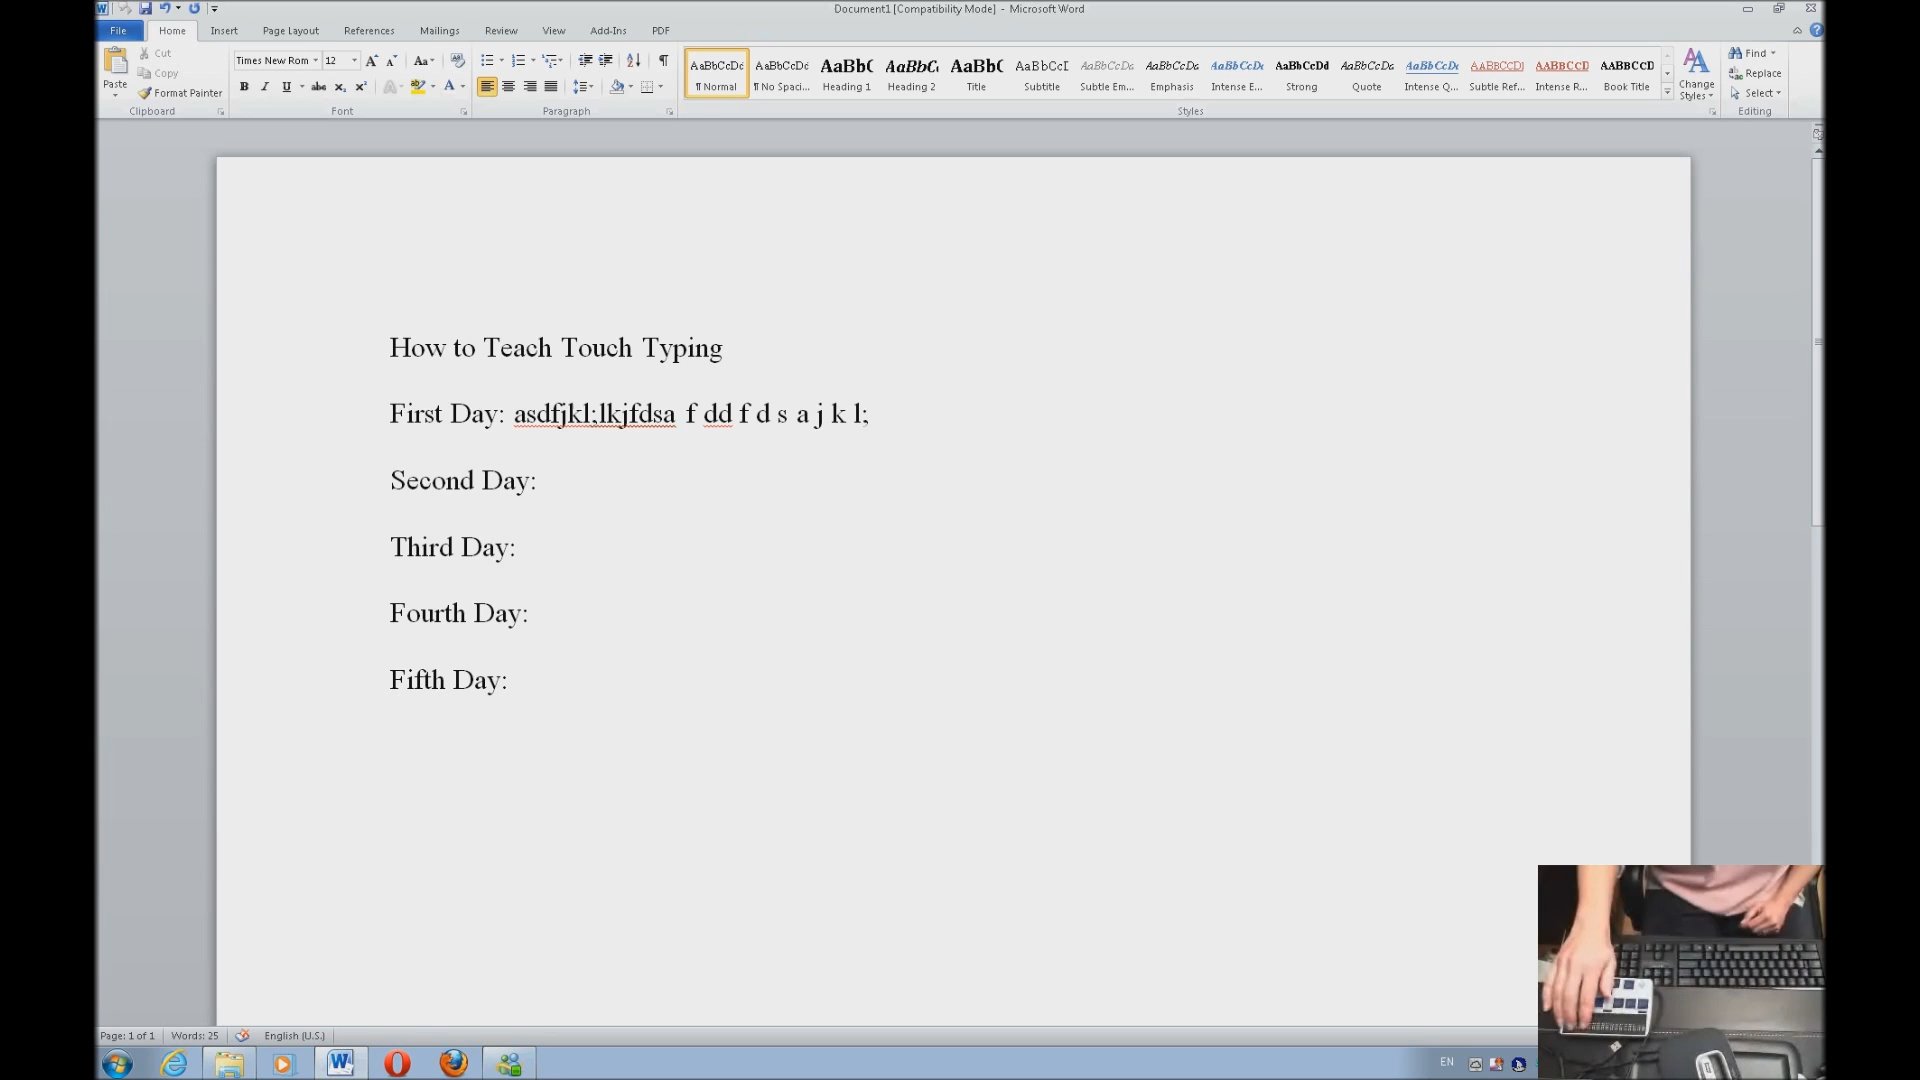 Document1 [Compatibility Mode] - Microsoft Word
File Home Insert Page Layout References Mailings Review View Add-Ins PDF
Paste Cut Copy Format Painter
Times New Rom 12
AaBbCcDc AaBbCcDc AaBbC AaBbC AaBbC AaBbCcI AaBbCcDc AaBbCcDc AaBbCcDc AaBbCcDd AaBbCcDc AaBbCcDc AABBCCDI AABBCCD AABBCCD
¶ Normal ¶ No Spaci... Heading 1 Heading 2 Title Subtitle Subtle Em... Emphasis Intense E... Strong Quote Intense Q... Subtle Ref... Intense R... Book Title
Change Styles
Find Replace Select
Clipboard Font Paragraph Styles Editing
How to Teach Touch Typing
First Day: asdfjkl;lkjfdsa f dd f d s a j k l;
Second Day:
Third Day:
Fourth Day:
Fifth Day:
Page: 1 of 1 Words: 25 English (U.S.)
EN